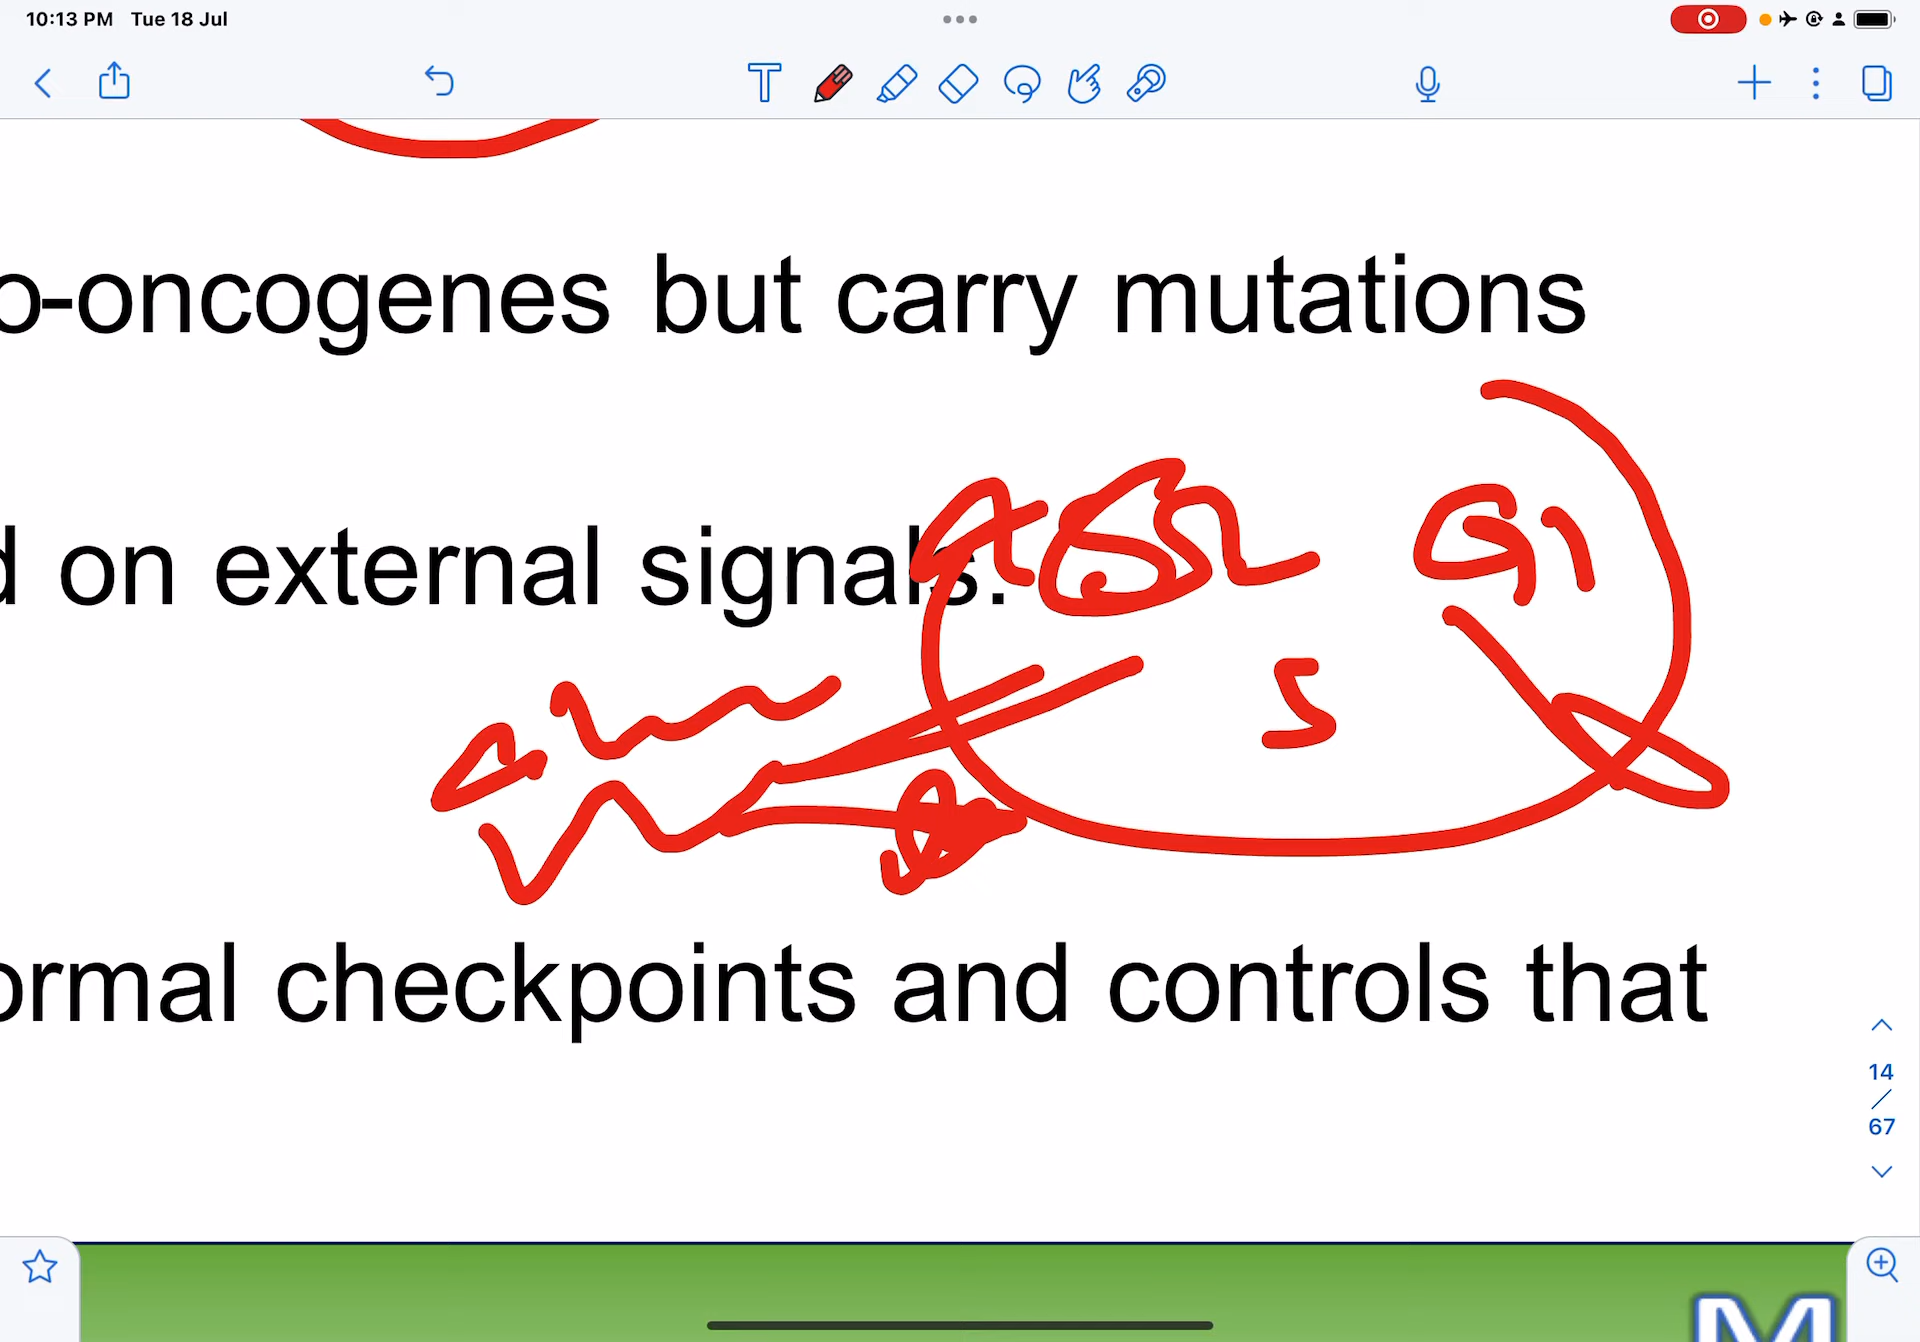 10:13 PM Tue 18 Jul
o-oncogenes but carry mutations
d on external signals.
G2 G1
S
ormal checkpoints and controls that
14
/
67
M